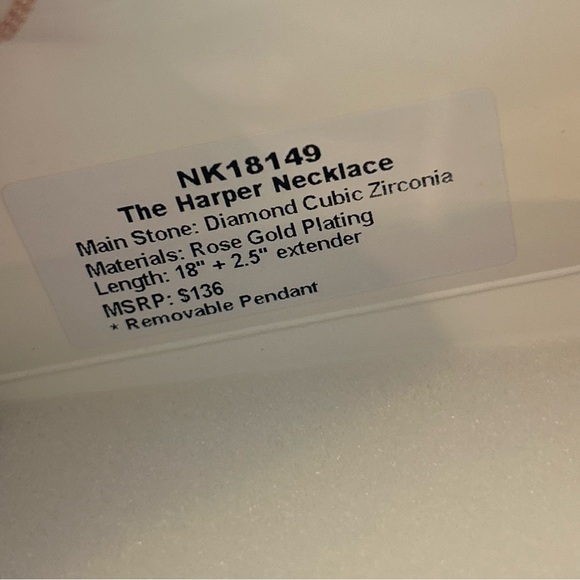 NK18149
The Harper Necklace
Main Stone: Diamond Cubic Zirconia
Materials: Rose Gold Plating
Length: 18" + 2.5" extender
MSRP: $136
* Removable Pendant